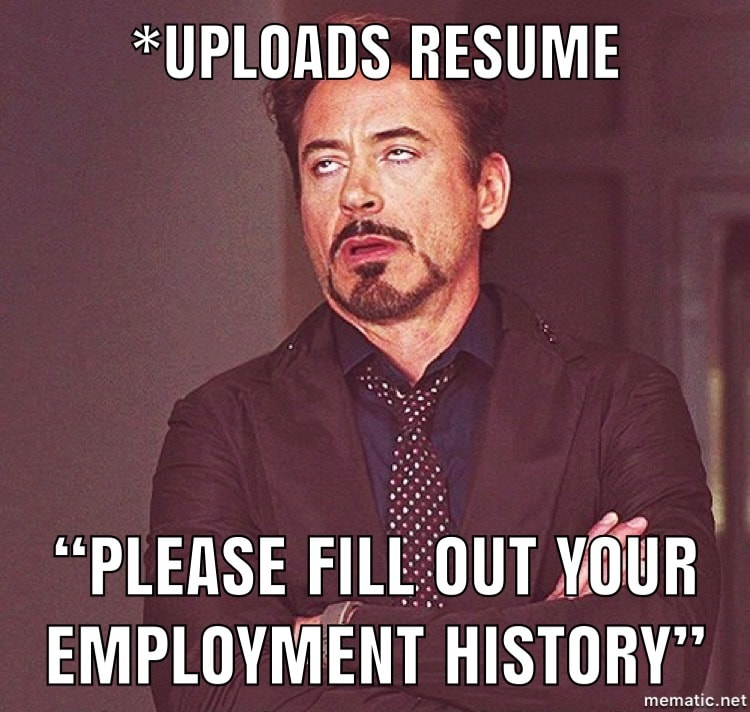 *UPLOADS RESUME
“PLEASE FILL OUT YOUR
EMPLOYMENT HISTORY”
mematic.net